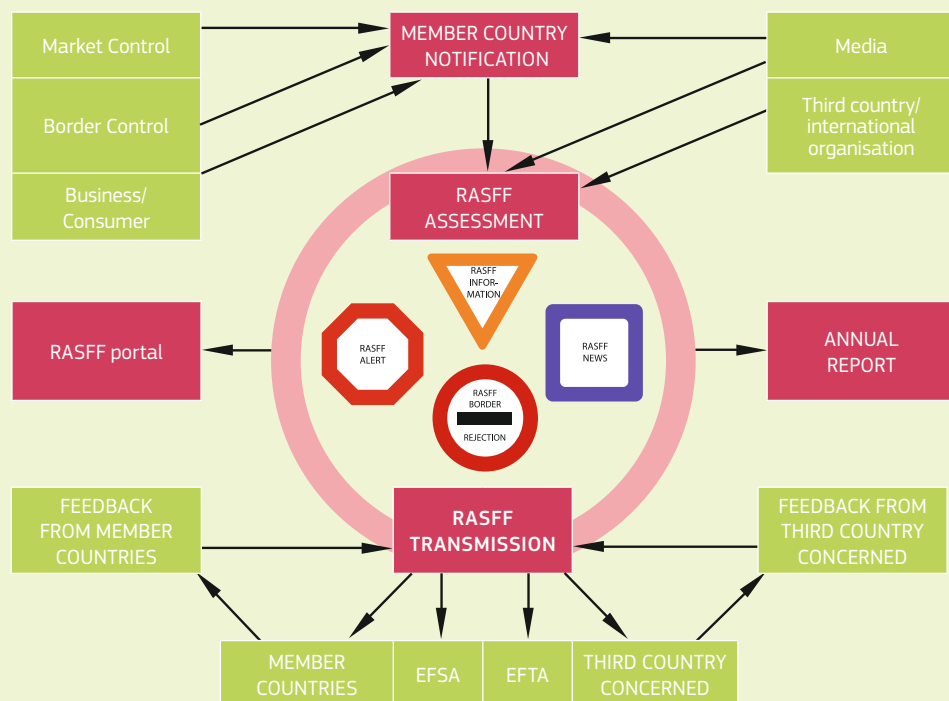 Market Control
MEMBER COUNTRY
NOTIFICATION
Media
Border Control
Third country/
international
organisation
Business/
Consumer
RASFF
ASSESSMENT
RASFF
INFOR-
MATION
RASFF portal
RASFF
ALERT
RASFF
NEWS
ANNUAL
REPORT
RASFF
BORDER
REJECTION
FEEDBACK
FROM MEMBER
COUNTRIES
RASFF
TRANSMISSION
FEEDBACK FROM
THIRD COUNTRY
CONCERNED
MEMBER
COUNTRIES
EFSA
EFTA
THIRD COUNTRY
CONCERNED